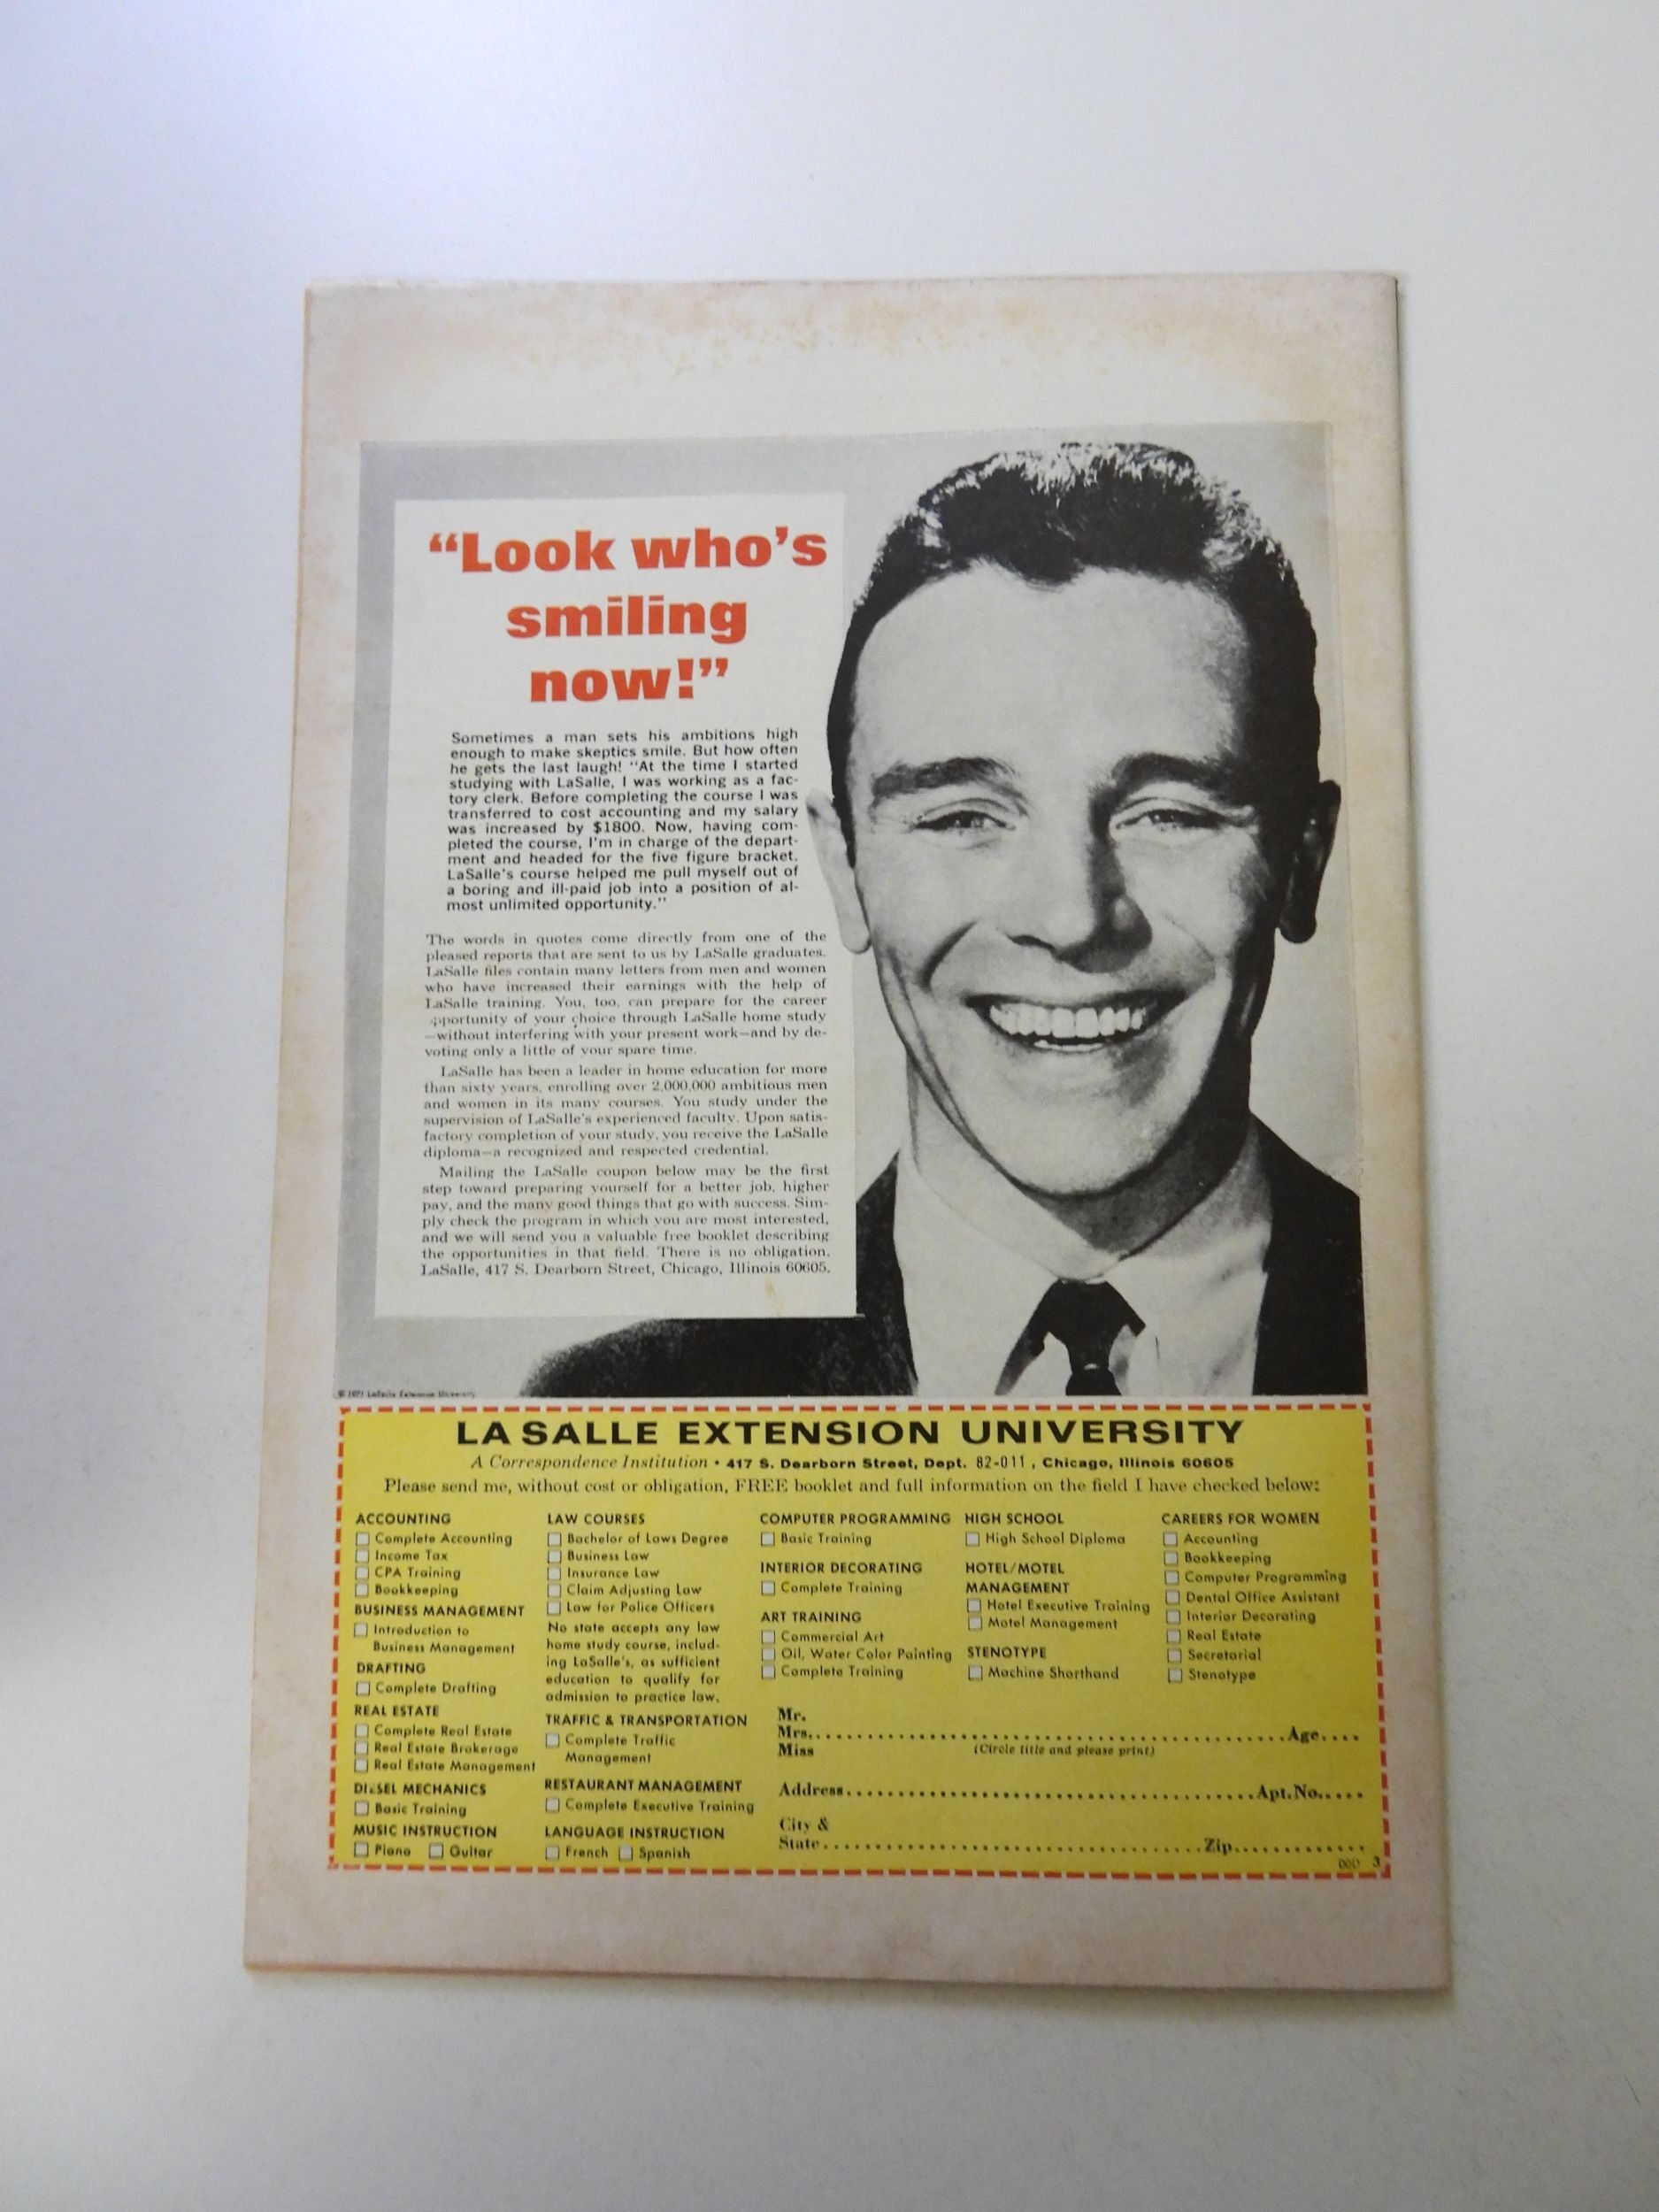 “Look who’s
smiling
now!”
Sometimes a man sets his ambitions high
enough to make skeptics smile. But how often
he gets the last laugh! “At the time I started
studying with LaSalle, I was working as a fac-
tory clerk. Before completing the course I was
transferred to cost accounting and my salary
was increased by $1800. Now, having com-
pleted the course, I’m in charge of the depart-
ment and headed for the five figure bracket.
LaSalle’s course helped me pull myself out of
a boring and ill-paid job into a position of al-
most unlimited opportunity.”
The words in quotes come directly from one of the
pleased reports that are sent to us by LaSalle graduates.
LaSalle files contain many letters from men and women
who have increased their earnings with the help of
LaSalle training. You, too, can prepare for the career
opportunity of your choice through LaSalle home study
—without interfering with your present work—and by de-
voting only a little of your spare time.
LaSalle has been a leader in home education for more
than sixty years, enrolling over 2,000,000 ambitious men
and women in its many courses. You study under the
supervision of LaSalle’s experienced faculty. Upon satis-
factory completion of your study, you receive the LaSalle
diploma—a recognized and respected credential.
Mailing the LaSalle coupon below may be the first
step toward preparing yourself for a better job, higher
pay, and the many good things that go with success. Sim-
ply check the program in which you are most interested,
and we will send you a valuable free booklet describing
the opportunities in that field. There is no obligation.
LaSalle, 417 S. Dearborn Street, Chicago, Illinois 60605.
© 1971 LaSalle Extension University
LA SALLE EXTENSION UNIVERSITY
A Correspondence Institution • 417 S. Dearborn Street, Dept. 82-011, Chicago, Illinois 60605
Please send me, without cost or obligation, FREE booklet and full information on the field I have checked below:
ACCOUNTING
Complete Accounting
Income Tax
CPA Training
Bookkeeping
BUSINESS MANAGEMENT
Introduction to
Business Management
DRAFTING
Complete Drafting
REAL ESTATE
Complete Real Estate
Real Estate Brokerage
Real Estate Management
DIESEL MECHANICS
Basic Training
MUSIC INSTRUCTION
Piano Guitar
LAW COURSES
Bachelor of Laws Degree
Business Law
Insurance Law
Claim Adjusting Law
Law for Police Officers
No state accepts any law
home study course, includ-
ing LaSalle’s, as sufficient
education to qualify for
admission to practice law.
TRAFFIC & TRANSPORTATION
Complete Traffic
Management
RESTAURANT MANAGEMENT
Complete Executive Training
LANGUAGE INSTRUCTION
French Spanish
COMPUTER PROGRAMMING
Basic Training
INTERIOR DECORATING
Complete Training
ART TRAINING
Commercial Art
Oil, Water Color Painting
Complete Training
HIGH SCHOOL
High School Diploma
HOTEL/MOTEL
MANAGEMENT
Hotel Executive Training
Motel Management
STENOTYPE
Machine Shorthand
CAREERS FOR WOMEN
Accounting
Bookkeeping
Computer Programming
Dental Office Assistant
Interior Decorating
Real Estate
Secretarial
Stenotype
Mr.
Mrs. Age
Miss (Circle title and please print)
Address Apt. No.
City &
State Zip
000 3